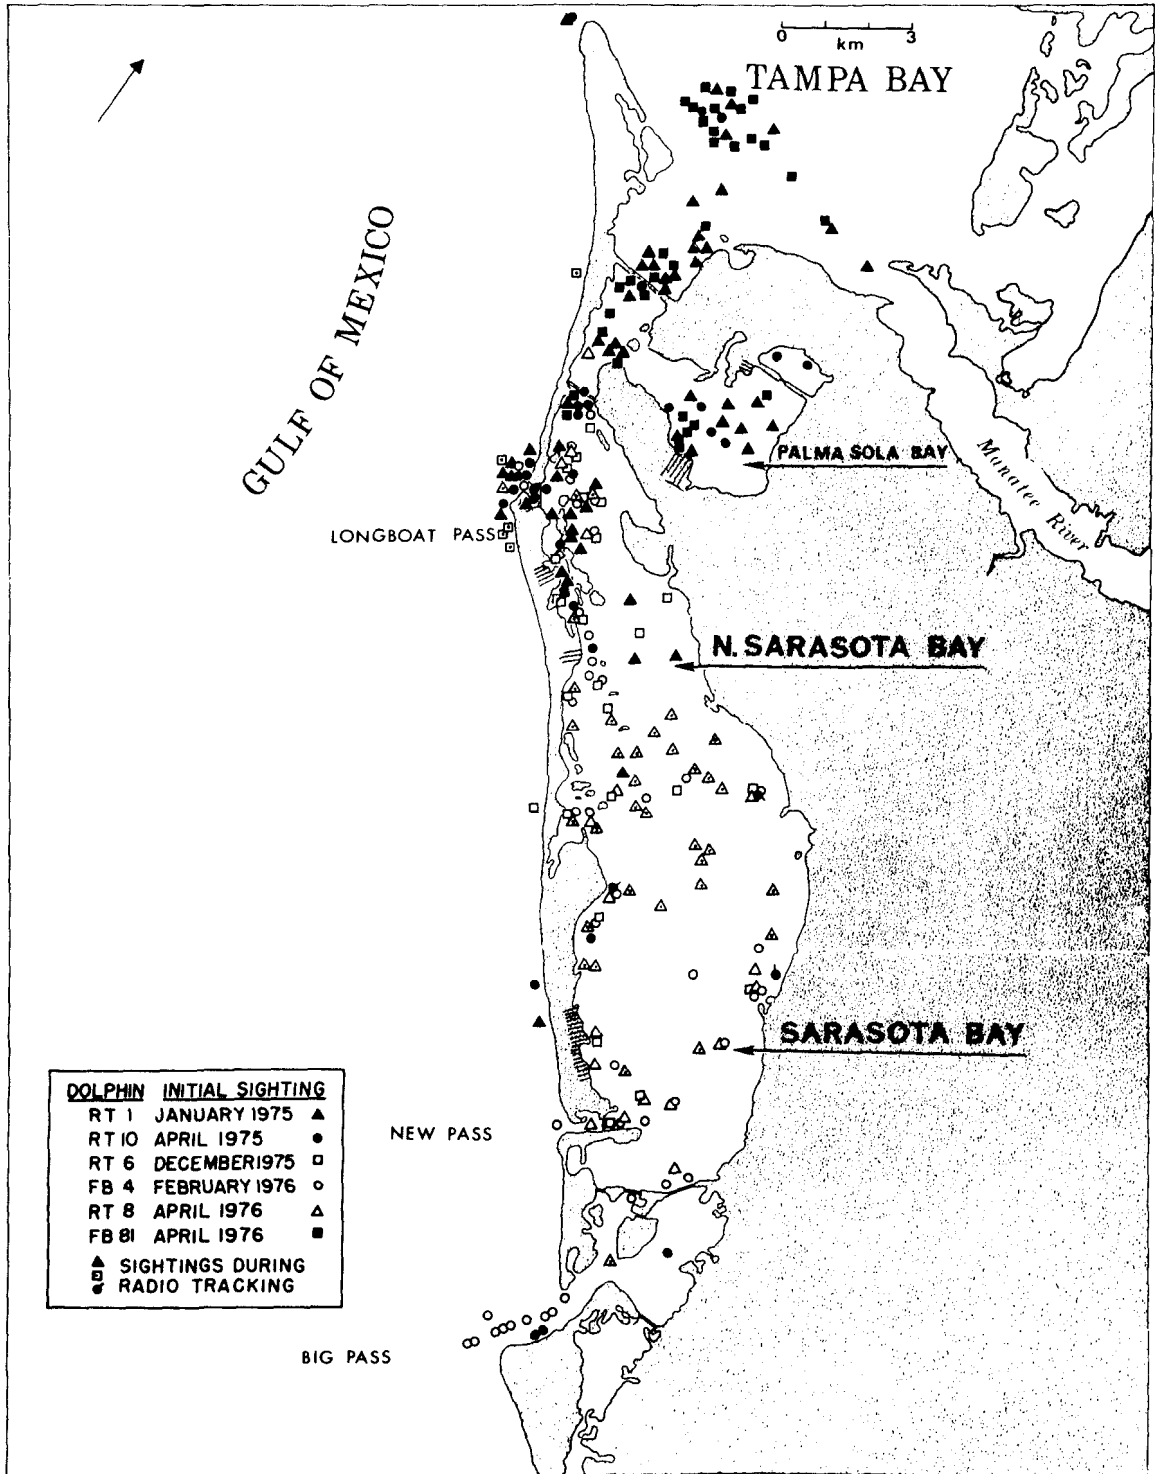 0 3
km
TAMPA BAY
GULF OF MEXICO
PALMA SOLA BAY
Manatee River
LONGBOAT PASS
N. SARASOTA BAY
SARASOTA BAY
DOLPHIN INITIAL SIGHTING
RT 1 JANUARY 1975
RT 10 APRIL 1975
RT 6 DECEMBER 1975
FB 4 FEBRUARY 1976
RT 8 APRIL 1976
FB 81 APRIL 1976
SIGHTINGS DURING
RADIO TRACKING
NEW PASS
BIG PASS